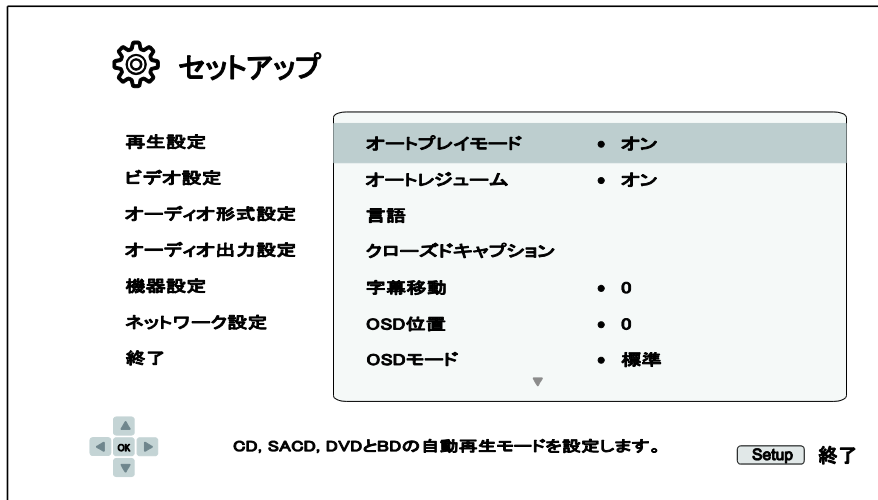 セットアップ
再生設定
ビデオ設定
オーディオ形式設定
オーディオ出力設定
機器設定
ネットワーク設定
終了
オートプレイモード • オン
オートレジューム • オン
言語
クローズドキャプション
字幕移動 • 0
OSD位置 • 0
OSDモード • 標準
OK
CD, SACD, DVDとBDの自動再生モードを設定します。
Setup 終了